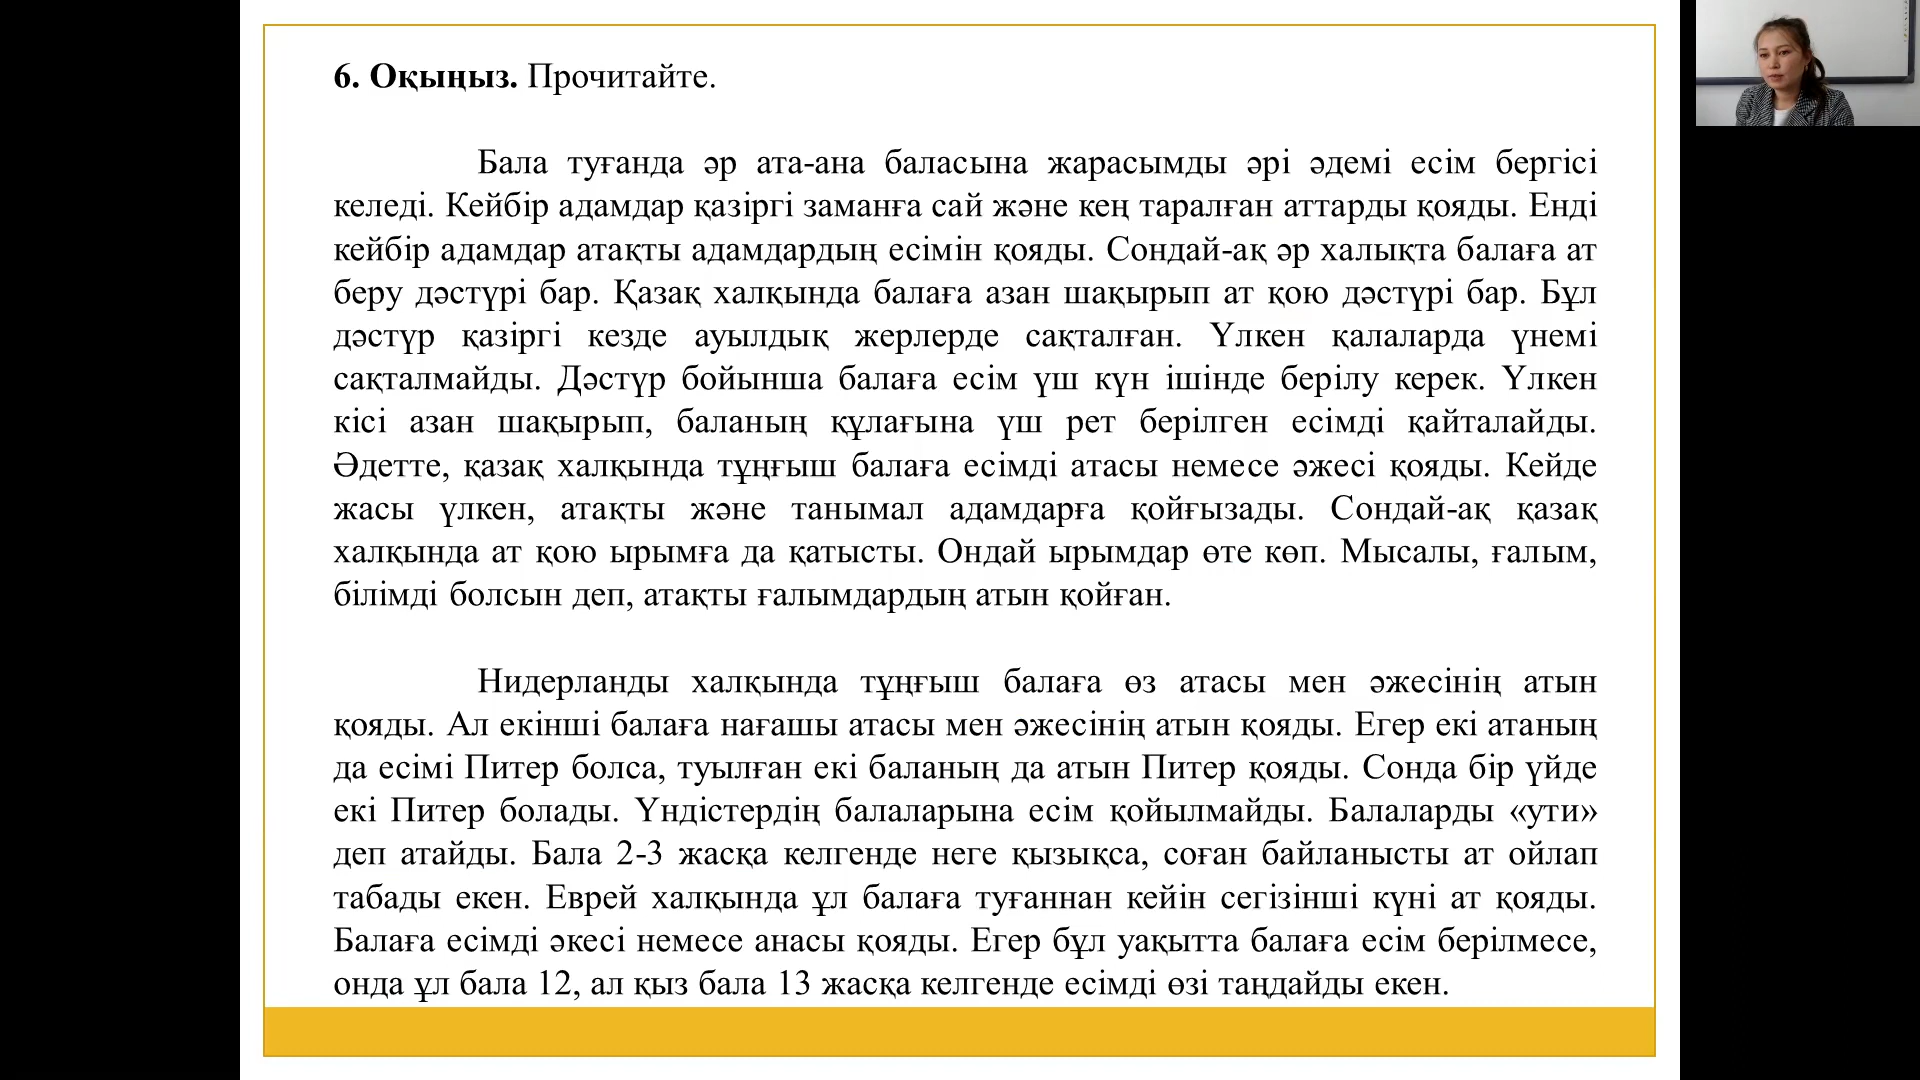 6. Оқыңыз. Прочитайте.
Бала туғанда әр ата-ана баласына жарасымды әрі әдемі есім бергісі
келеді. Кейбір адамдар қазіргі заманға сай және кең таралған аттарды қояды. Енді
кейбір адамдар атақты адамдардың есімін қояды. Сондай-ақ әр халықта балаға ат
беру дәстүрі бар. Қазақ халқында балаға азан шақырып ат қою дәстүрі бар. Бұл
дәстүр қазіргі кезде ауылдық жерлерде сақталған. Үлкен қалаларда үнемі
сақталмайды. Дәстүр бойынша балаға есім үш күн ішінде берілу керек. Үлкен
кісі азан шақырып, баланың құлағына үш рет берілген есімді қайталайды.
Әдетте, қазақ халқында тұңғыш балаға есімді атасы немесе әжесі қояды. Кейде
жасы үлкен, атақты және танымал адамдарға қойғызады. Сондай-ақ қазақ
халқында ат қою ырымға да қатысты. Ондай ырымдар өте көп. Мысалы, ғалым,
білімді болсын деп, атақты ғалымдардың атын қойған.
Нидерланды халқында тұңғыш балаға өз атасы мен әжесінің атын
қояды. Ал екінші балаға нағашы атасы мен әжесінің атын қояды. Егер екі атаның
да есімі Питер болса, туылған екі баланың да атын Питер қояды. Сонда бір үйде
екі Питер болады. Үндістердің балаларына есім қойылмайды. Балаларды «ути»
деп атайды. Бала 2-3 жасқа келгенде неге қызықса, соған байланысты ат ойлап
табады екен. Еврей халқында ұл балаға туғаннан кейін сегізінші күні ат қояды.
Балаға есімді әкесі немесе анасы қояды. Егер бұл уақытта балаға есім берілмесе,
онда ұл бала 12, ал қыз бала 13 жасқа келгенде есімді өзі таңдайды екен.